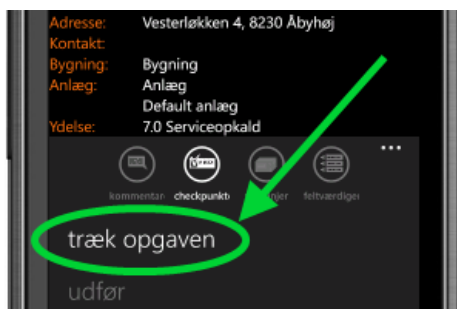 Adresse: Vesterløkken 4, 8230 Åbyhøj
Kontakt:
Bygning: Bygning
Anlæg: Anlæg
Default anlæg
Ydelse: 7.0 Serviceopkald
kommentar checkpunkt feltværdiger
træk opgaven
udfør